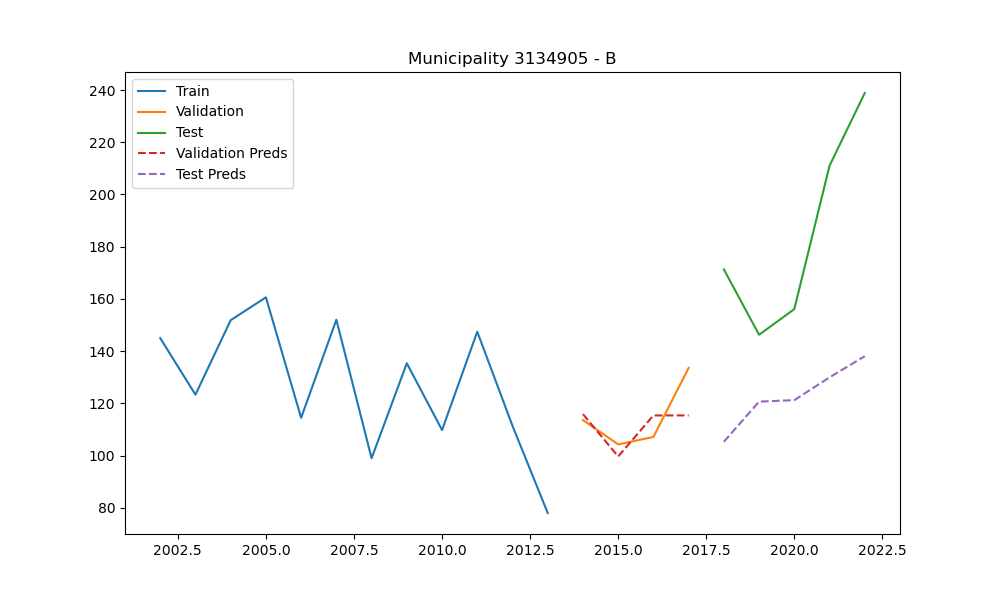 Municipality 3134905 - B
240
220
200
180
160
140
120
100
80
Train
Validation
Test
Validation Preds
Test Preds
2002.5 2005.0 2007.5 2010.0 2012.5 2015.0 2017.5 2020.0 2022.5